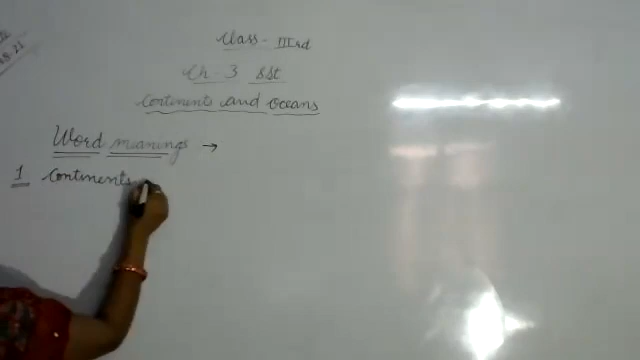 Class - IIIrd
Ch - 3 SSt
Continents and Oceans
Word meanings →
1 Continents